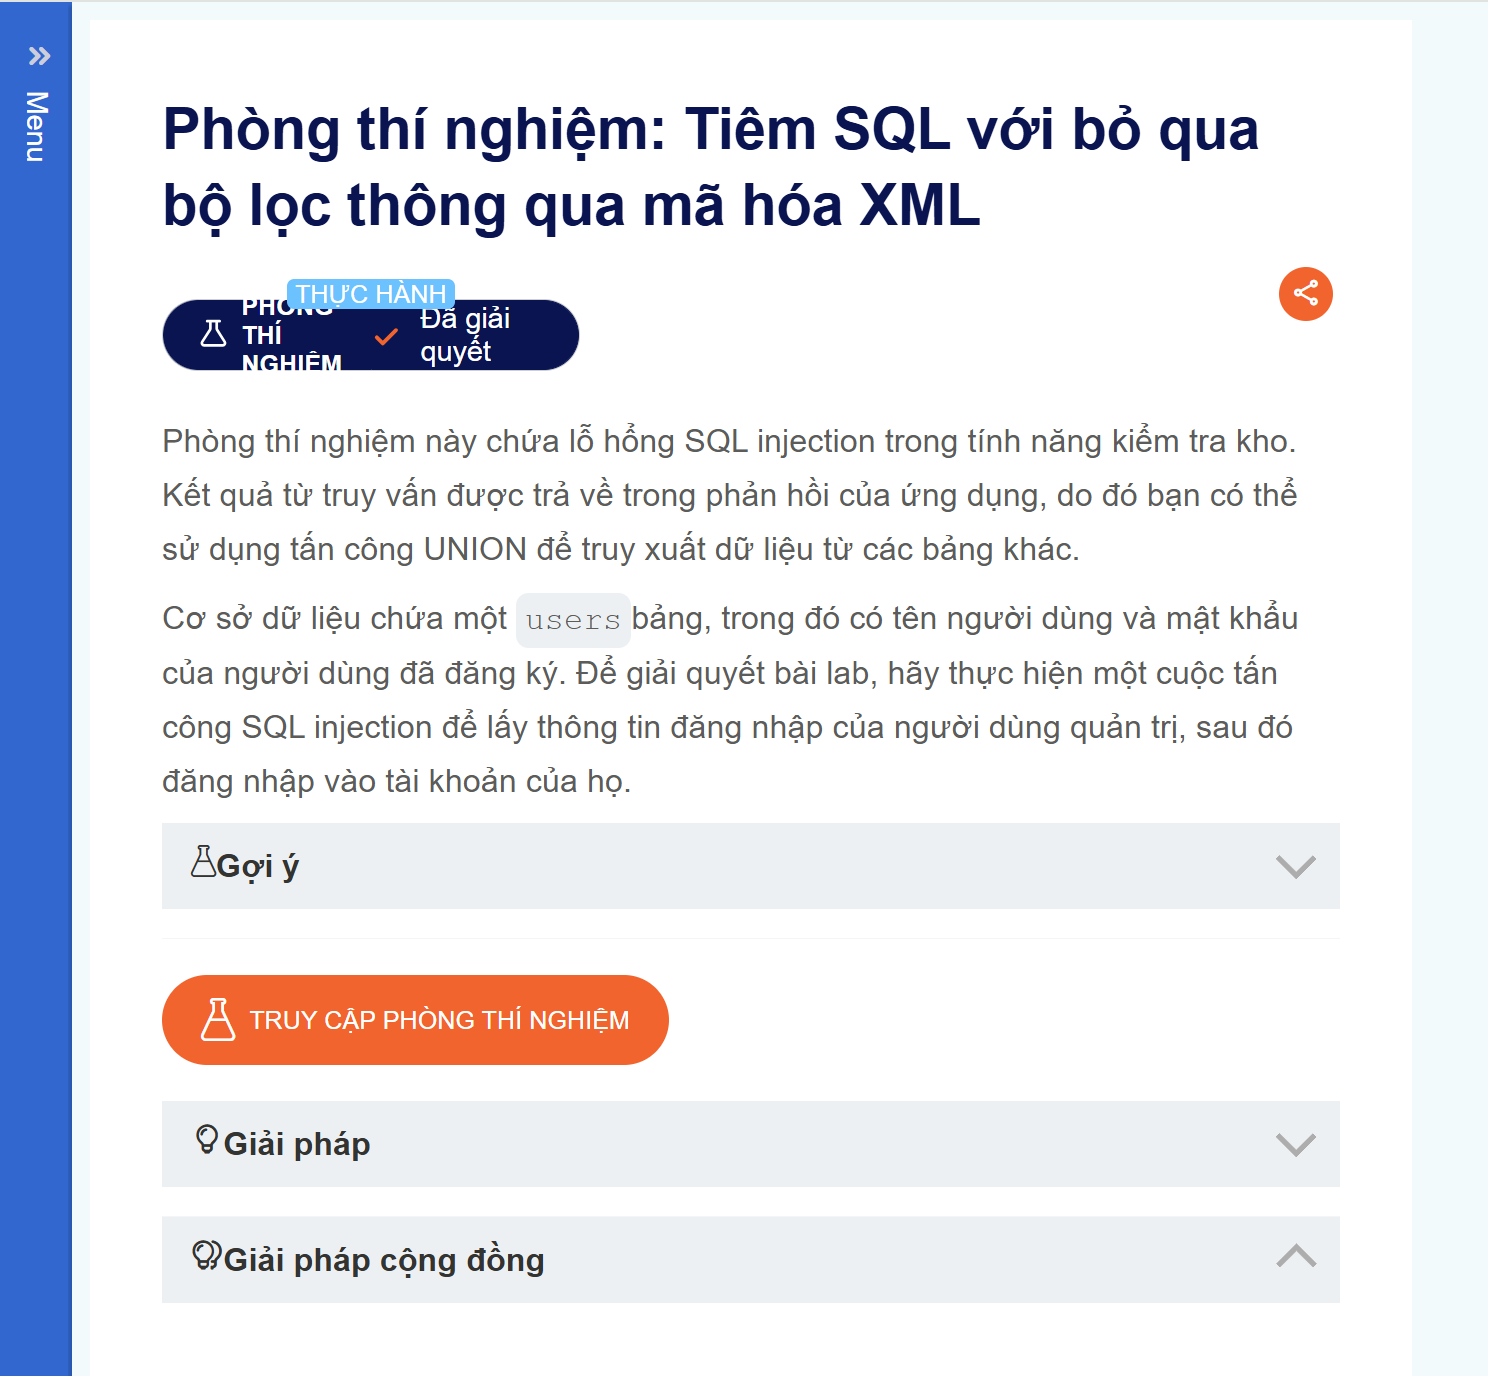 Menu
Phòng thí nghiệm: Tiêm SQL với bỏ qua
bộ lọc thông qua mã hóa XML
THỰC HÀNH
PHÒNG
THÍ
NGHIỆM
Đã giải
quyết
Phòng thí nghiệm này chứa lỗ hổng SQL injection trong tính năng kiểm tra kho.
Kết quả từ truy vấn được trả về trong phản hồi của ứng dụng, do đó bạn có thể
sử dụng tấn công UNION để truy xuất dữ liệu từ các bảng khác.
Cơ sở dữ liệu chứa một users bảng, trong đó có tên người dùng và mật khẩu
của người dùng đã đăng ký. Để giải quyết bài lab, hãy thực hiện một cuộc tấn
công SQL injection để lấy thông tin đăng nhập của người dùng quản trị, sau đó
đăng nhập vào tài khoản của họ.
Gợi ý
TRUY CẬP PHÒNG THÍ NGHIỆM
Giải pháp
Giải pháp cộng đồng